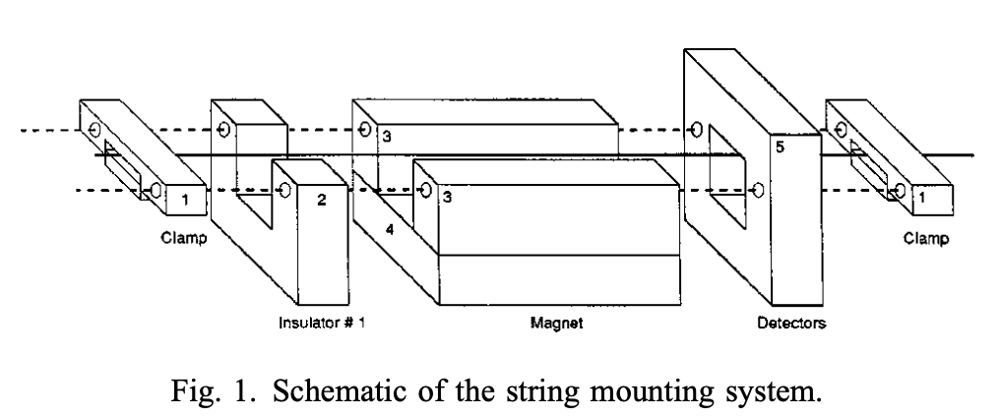 3
5
1
2
3
1
4
Clamp
Clamp
Insulator # 1
Magnet
Detectors
Fig. 1. Schematic of the string mounting system.